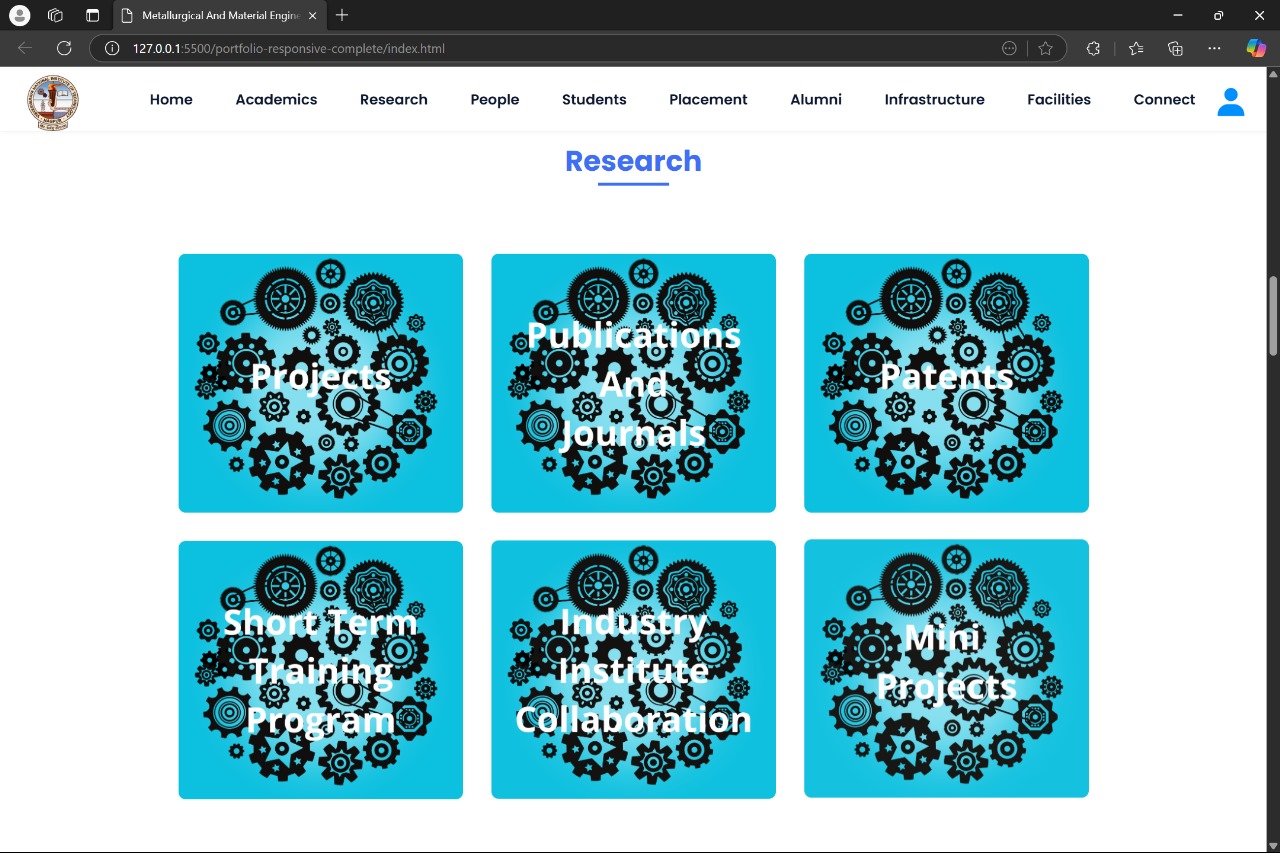 Metallurgical And Material Engin
127.0.0.1:5500/portfolio-responsive-complete/index.html
Home Academics Research People Students Placement Alumni Infrastructure Facilities Connect
Research
Projects
Publications
And
Journals
Patents
Short Term
Training
Program
Industry
Institute
Collaboration
Mini
Projects